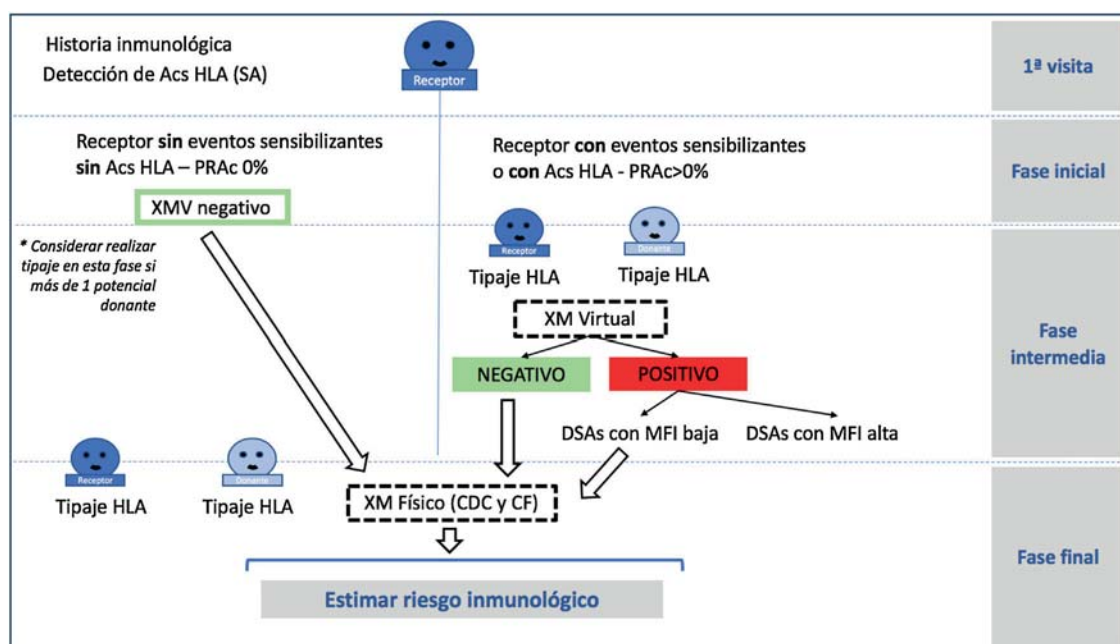 Historia inmunológica
Detección de Acs HLA (SA)
Receptor
1ª visita
Receptor sin eventos sensibilizantes
sin Acs HLA – PRAc 0%
XMV negativo
Receptor con eventos sensibilizantes
o con Acs HLA - PRAc>0%
Fase inicial
* Considerar realizar
tipaje en esta fase si
más de 1 potencial
donante
Receptor
Donante
Tipaje HLA
Tipaje HLA
XM Virtual
NEGATIVO
POSITIVO
DSAs con MFI baja
DSAs con MFI alta
Fase
intermedia
Receptor
Donante
Tipaje HLA
Tipaje HLA
XM Físico (CDC y CF)
Estimar riesgo inmunológico
Fase final